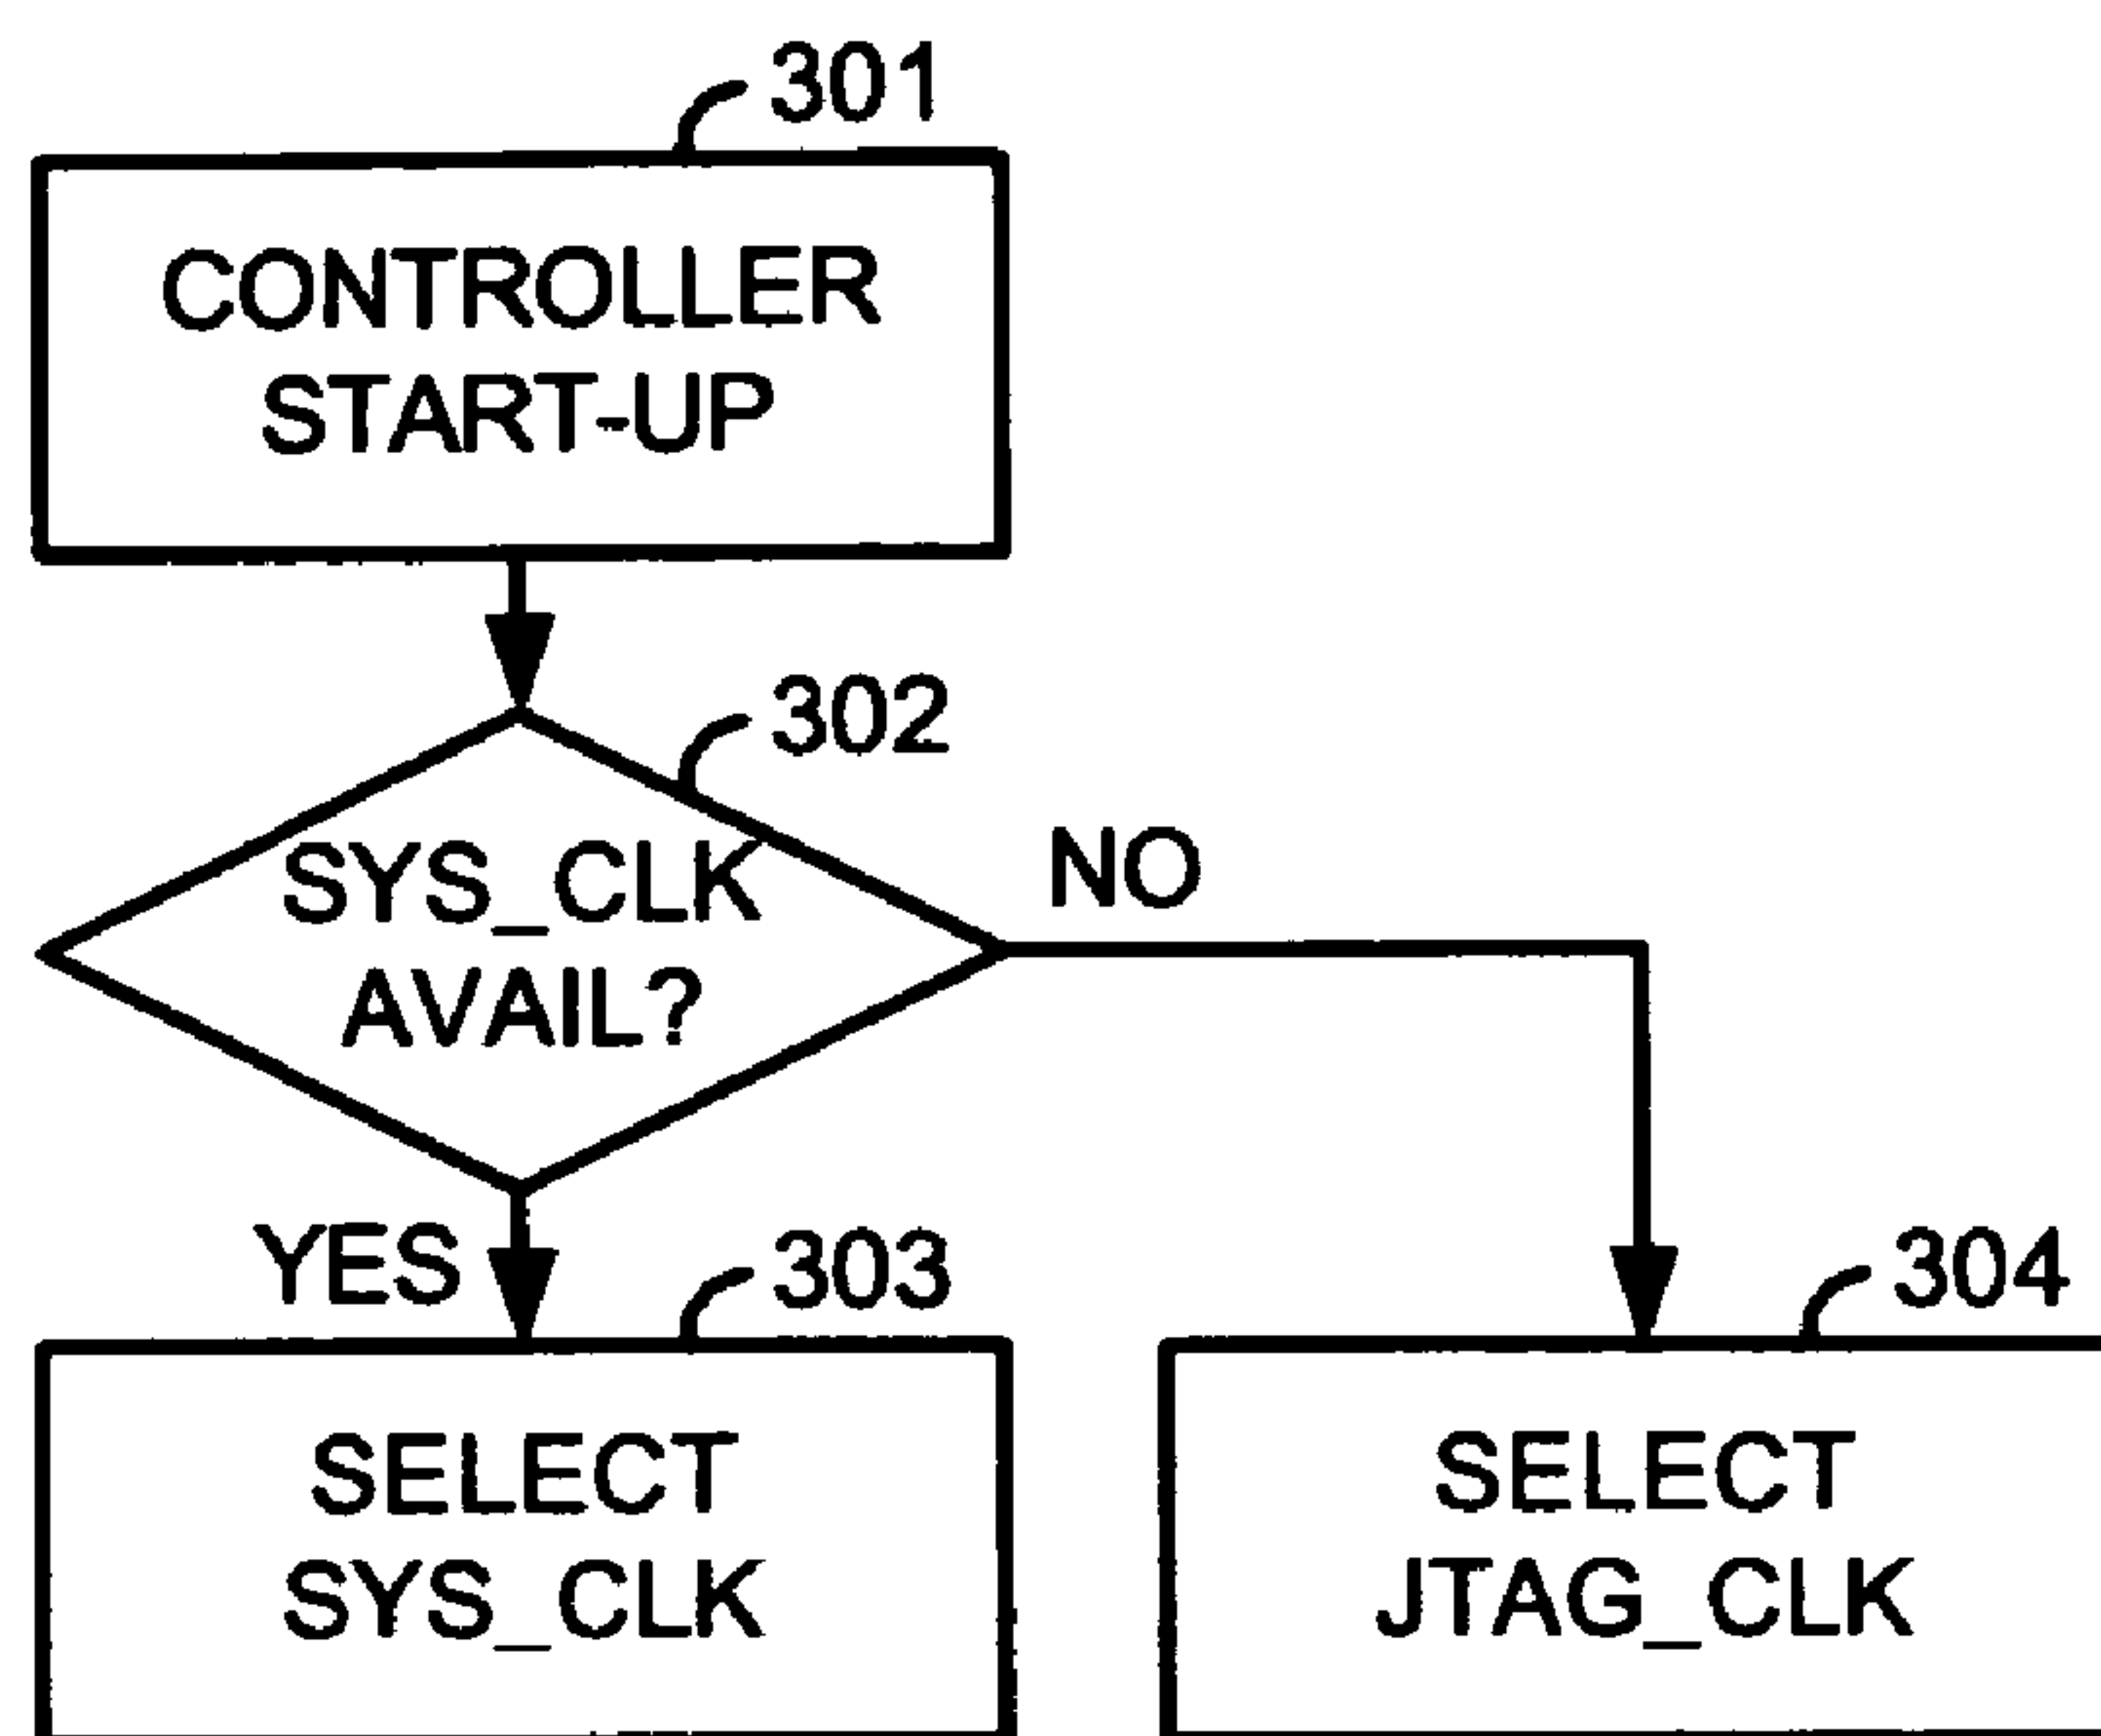 301
CONTROLLER
START-UP
302
SYS_CLK
AVAIL?
NO
YES
303
304
SELECT
SYS_CLK
SELECT
JTAG_CLK